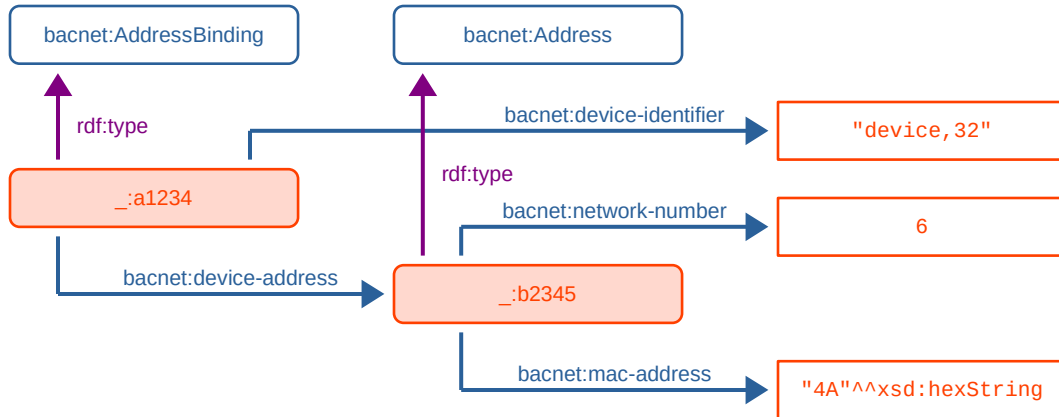 bacnet:AddressBinding
bacnet:Address
bacnet:device-identifier
"device,32"
rdf:type
rdf:type
_:a1234
bacnet:network-number
6
bacnet:device-address
_:b2345
bacnet:mac-address
"4A"^^xsd:hexString